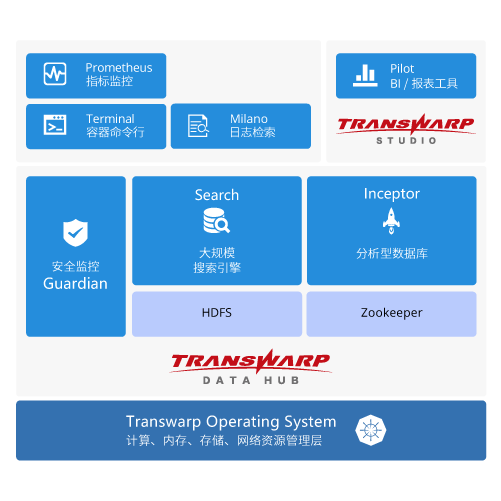 Prometheus
指标监控
Terminal
容器命令行
Milano
日志检索
Pilot
BI / 报表工具
TRANSWARP
STUDIO
安全监控
Guardian
Search
大规模
搜索引擎
Inceptor
分析型数据库
HDFS
Zookeeper
TRANSWARP
DATA HUB
Transwarp Operating System
计算、内存、存储、网络资源管理层